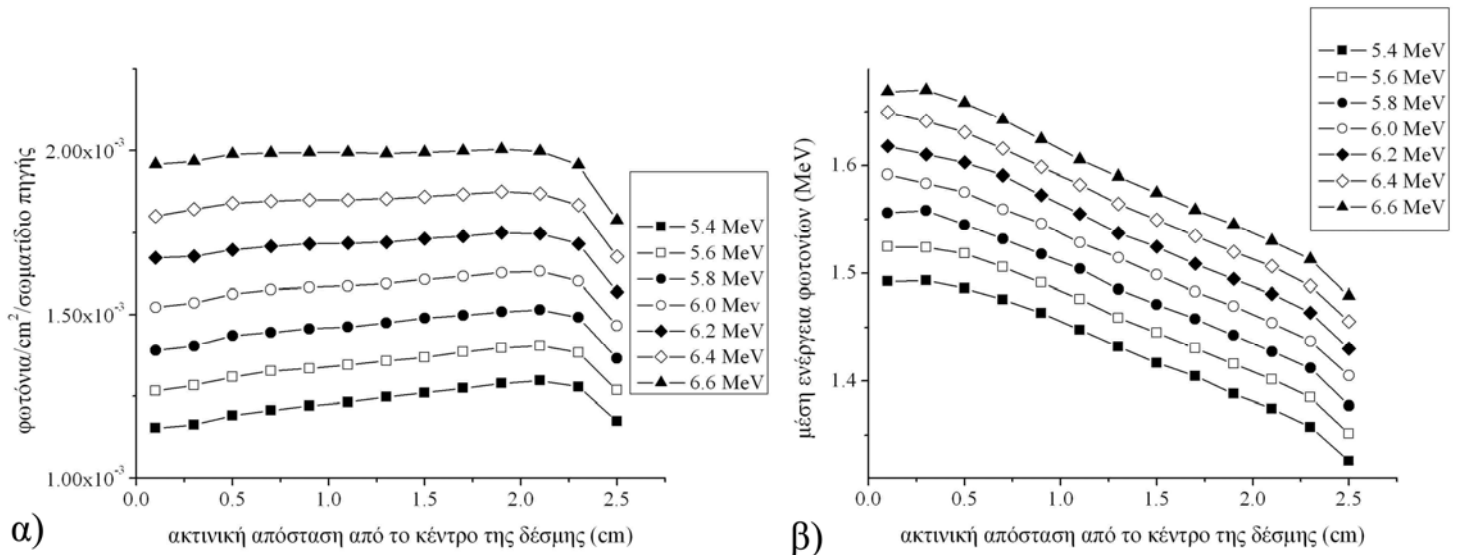 φωτόνια/cm²/σωματίδιο πηγής
2.00x10⁻³
1.50x10⁻³
1.00x10⁻³
0.0 0.5 1.0 1.5 2.0 2.5
ακτινική απόσταση από το κέντρο της δέσμης (cm)
5.4 MeV
5.6 MeV
5.8 MeV
6.0 Mev
6.2 MeV
6.4 MeV
6.6 MeV
α)
μέση ενέργεια φωτονίων (MeV)
1.6
1.5
1.4
0.0 0.5 1.0 1.5 2.0 2.5
ακτινική απόσταση από το κέντρο της δέσμης (cm)
5.4 MeV
5.6 MeV
5.8 MeV
6.0 MeV
6.2 MeV
6.4 MeV
6.6 MeV
β)